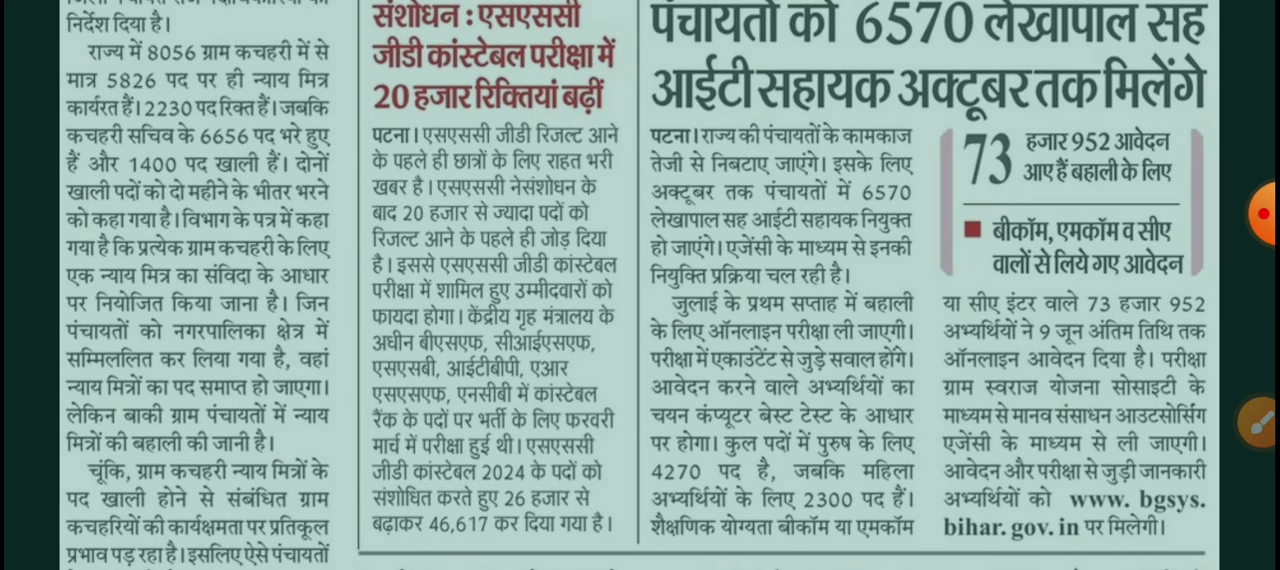 निर्देश दिया है।
राज्य में 8056 ग्राम कचहरी में से
मात्र 5826 पद पर ही न्याय मित्र
कार्यरत हैं। 2230 पद रिक्त हैं। जबकि
कचहरी सचिव के 6656 पद भरे हुए
हैं और 1400 पद खाली हैं। दोनों
खाली पदों को दो महीने के भीतर भरने
को कहा गया है। विभाग के पत्र में कहा
गया है कि प्रत्येक ग्राम कचहरी के लिए
एक न्याय मित्र का संविदा के आधार
पर नियोजित किया जाना है। जिन
पंचायतों को नगरपालिका क्षेत्र में
सम्मिललित कर लिया गया है, वहां
न्याय मित्रों का पद समाप्त हो जाएगा।
लेकिन बाकी ग्राम पंचायतों में न्याय
मित्रों की बहाली की जानी है।
चूंकि, ग्राम कचहरी न्याय मित्रों के
पद खाली होने से संबंधित ग्राम
कचहरियों की कार्यक्षमता पर प्रतिकूल
प्रभाव पड़ रहा है। इसलिए ऐसे पंचायतों
संशोधन : एसएससी
जीडी कांस्टेबल परीक्षा में
20 हजार रिक्तियां बढ़ीं
पटना। एसएससी जीडी रिजल्ट आने
के पहले ही छात्रों के लिए राहत भरी
खबर है। एसएससी नेसंशोधन के
बाद 20 हजार से ज्यादा पदों को
रिजल्ट आने के पहले ही जोड़ दिया
है। इससे एसएससी जीडी कांस्टेबल
परीक्षा में शामिल हुए उम्मीदवारों को
फायदा होगा। केंद्रीय गृह मंत्रालय के
अधीन बीएसएफ, सीआईएसएफ,
एसएसबी, आईटीबीपी, एआर
एसएसएफ, एनसीबी में कांस्टेबल
रैंक के पदों पर भर्ती के लिए फरवरी
मार्च में परीक्षा हुई थी। एसएससी
जीडी कांस्टेबल 2024 के पदों को
संशोधित करते हुए 26 हजार से
बढ़ाकर 46,617 कर दिया गया है।
पंचायतों को 6570 लेखापाल सह
आईटी सहायक अक्टूबर तक मिलेंगे
पटना। राज्य की पंचायतों के कामकाज
तेजी से निबटाए जाएंगे। इसके लिए
अक्टूबर तक पंचायतों में 6570
लेखापाल सह आईटी सहायक नियुक्त
हो जाएंगे। एजेंसी के माध्यम से इनकी
नियुक्ति प्रक्रिया चल रही है।
जुलाई के प्रथम सप्ताह में बहाली
के लिए ऑनलाइन परीक्षा ली जाएगी।
परीक्षा में एकाउंटेंट से जुड़े सवाल होंगे।
आवेदन करने वाले अभ्यर्थियों का
चयन कंप्यूटर बेस्ट टेस्ट के आधार
पर होगा। कुल पदों में पुरुष के लिए
4270 पद है, जबकि महिला
अभ्यर्थियों के लिए 2300 पद हैं।
शैक्षणिक योग्यता बीकॉम या एमकॉम
73 हजार 952 आवेदन
आए हैं बहाली के लिए
बीकॉम, एमकॉम व सीए
वालों से लिये गए आवेदन
या सीए इंटर वाले 73 हजार 952
अभ्यर्थियों ने 9 जून अंतिम तिथि तक
ऑनलाइन आवेदन दिया है। परीक्षा
ग्राम स्वराज योजना सोसाइटी के
माध्यम से मानव संसाधन आउटसोर्सिंग
एजेंसी के माध्यम से ली जाएगी।
आवेदन और परीक्षा से जुड़ी जानकारी
अभ्यर्थियों को www. bgsys.
bihar. gov. in पर मिलेगी।